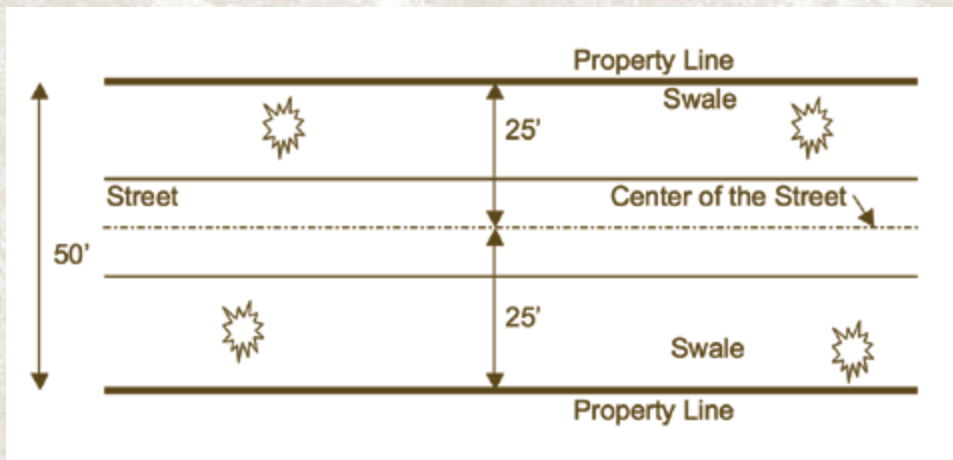 Property Line
Swale
25'
Street
Center of the Street
50'
25'
Swale
Property Line